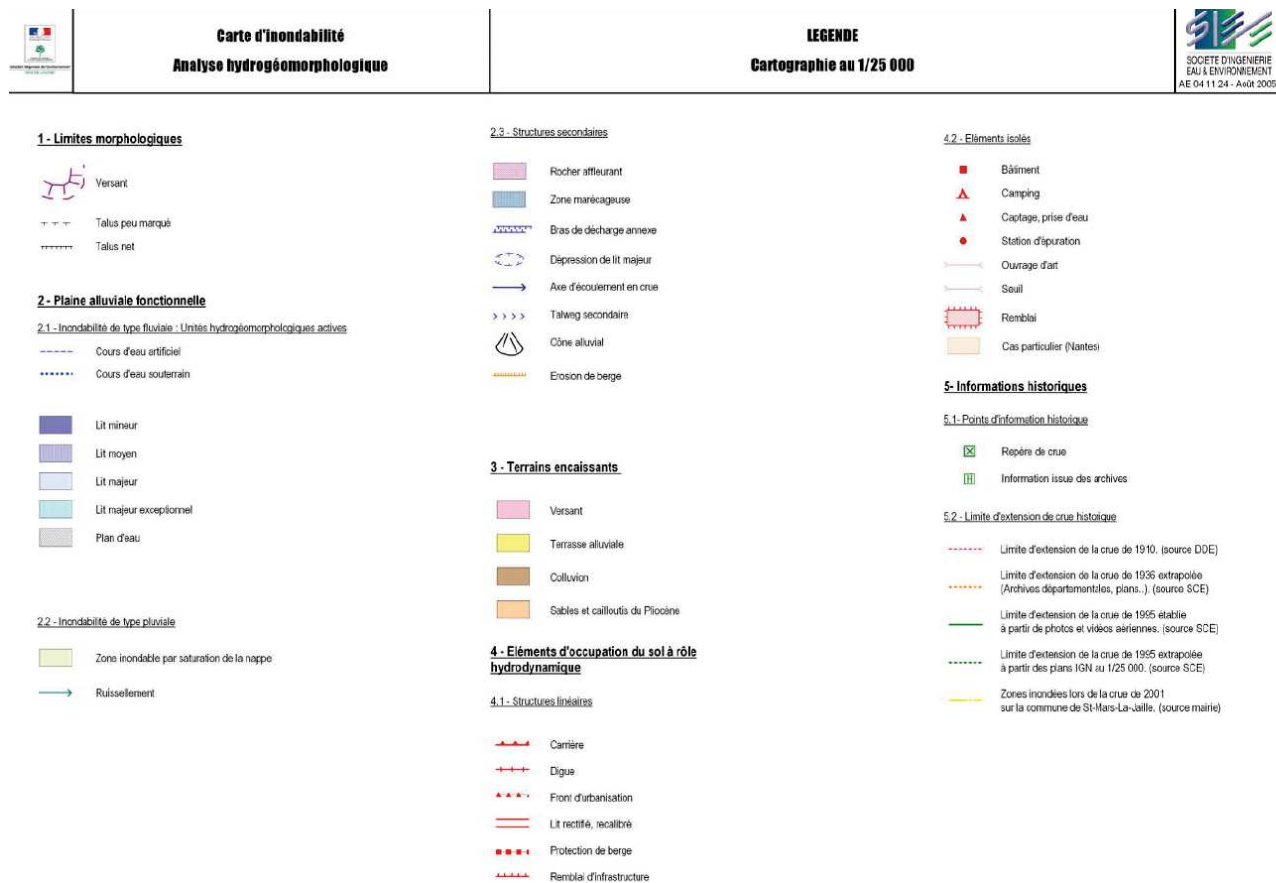 Carte d'inondabilité
Analyse hydrogéomorphologique
LEGENDE
Cartographie au 1/25 000
SOCIETE D'INGENIERIE
EAU & ENVIRONNEMENT
AE 04 11 24 - Août 2005
1 - Limites morphologiques
Versant
Talus peu marqué
Talus net
2 - Plaine alluviale fonctionnelle
2.1 - Inondabilité de type fluviale : Unités hydrogéomorphologiques actives
Cours d'eau artificiel
Cours d'eau souterrain
Lit mineur
Lit moyen
Lit majeur
Lit majeur exceptionnel
Plan d'eau
2.2 - Inondabilité de type pluviale
Zone inondable par saturation de la nappe
Ruissellement
2.3 - Structures secondaires
Rocher affleurant
Zone marécageuse
Bras de décharge annexe
Dépression de lit majeur
Axe d'écoulement en crue
Talweg secondaire
Cône alluvial
Erosion de berge
3 - Terrains encaissants
Versant
Terrasse alluviale
Colluvion
Sables et cailloutis du Pliocène
4 - Eléments d'occupation du sol à rôle
hydrodynamique
4.1 - Structures linéaires
Carrière
Digue
Front d'urbanisation
Lit rectifié, recalibré
Protection de berge
Remblai d'infrastructure
4.2 - Eléments isolés
Bâtiment
Camping
Captage, prise d'eau
Station d'épuration
Ouvrage d'art
Seuil
Remblai
Cas particulier (Nantes)
5- Informations historiques
5.1- Points d'information historique
Repère de crue
H Information issue des archives
5.2 - Limite d'extension de crue historique
Limite d'extension de la crue de 1910. (source DDE)
Limite d'extension de la crue de 1936 extrapolée
(Archives départementales, plans..). (source SCE)
Limite d'extension de la crue de 1995 établie
à partir de photos et vidéos aériennes. (source SCE)
Limite d'extension de la crue de 1995 extrapolée
à partir des plans IGN au 1/25 000. (source SCE)
Zones inondées lors de la crue de 2001
sur la commune de St-Mars-La-Jaille. (source mairie)